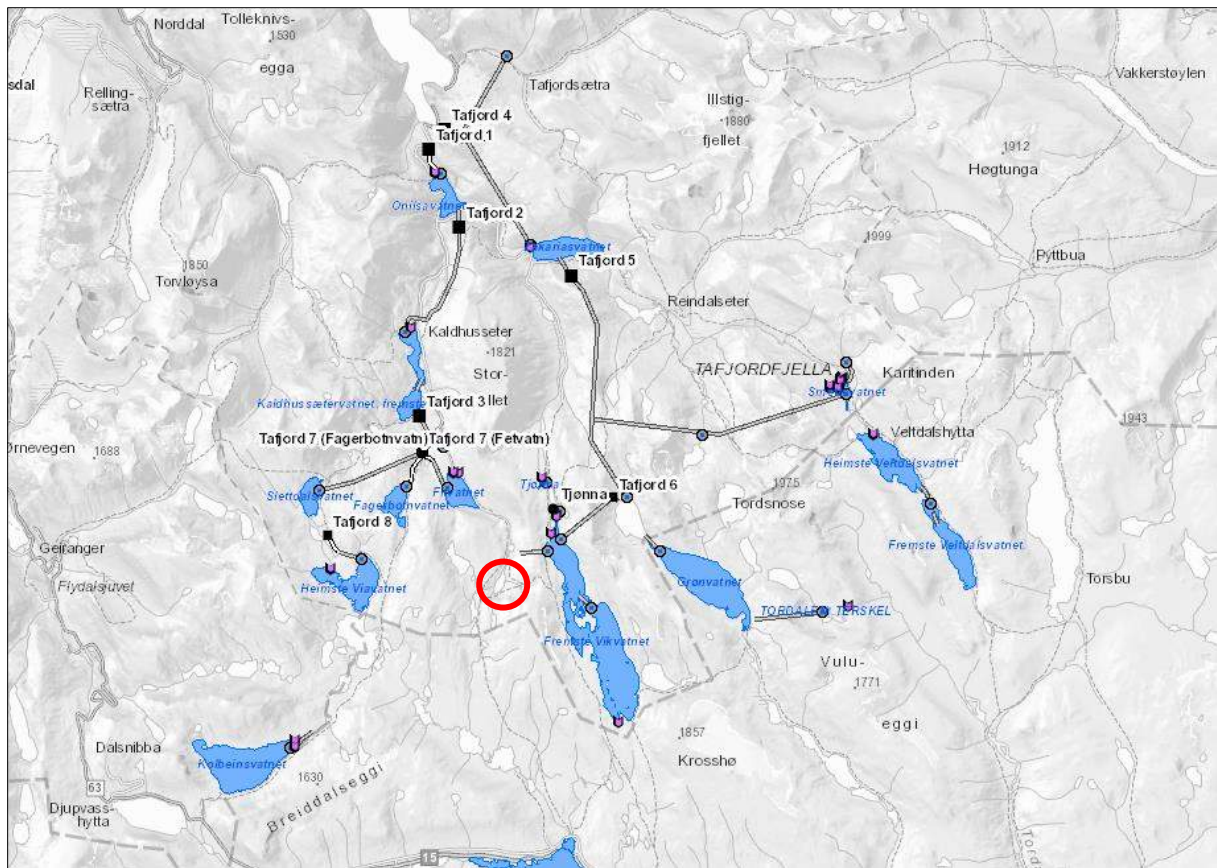 Norddal
Tolleknivs-
1530
egga
sdal
Relling-
sætra
Tafjordsætra
Vakkerstøylen
Illstig-
1880
fjellet
Tafjord 4
Tafjord 1
1912
Høgtunga
Onilsavatnet
Tafjord 2
1999
Pyttbua
1850
Torvløysa
Tafjord 5
Reindalseter
Kaldhusseter
1821
Stor-
TAFJORDFJELLA
Karitinden
Kaldhussætervatnet, fremste
Tafjord 3
llet
1943
Ørnevegen
1688
Tafjord 7 (Fagerbotnvatn)
Tafjord 7 (Fetvatn)
Veltdalshytta
Heimste Veltdalsvatnet
1975
Tordsnose
Fagerbotnvatnet
Tjønna
Tafjord 6
Tafjord 8
Geiranger
Flydalsjuvet
Fremste Veltdalsvatnet
Torsbu
Heimste Viavatnet
Grønvatnet
Fremste Vikvatnet
Vulu-
1771
eggi
Dalsnibba
1857
Krosshø
Kolbeinsvatnet
1630
Breiddalseggi
63
Djupvass-
hytta
15